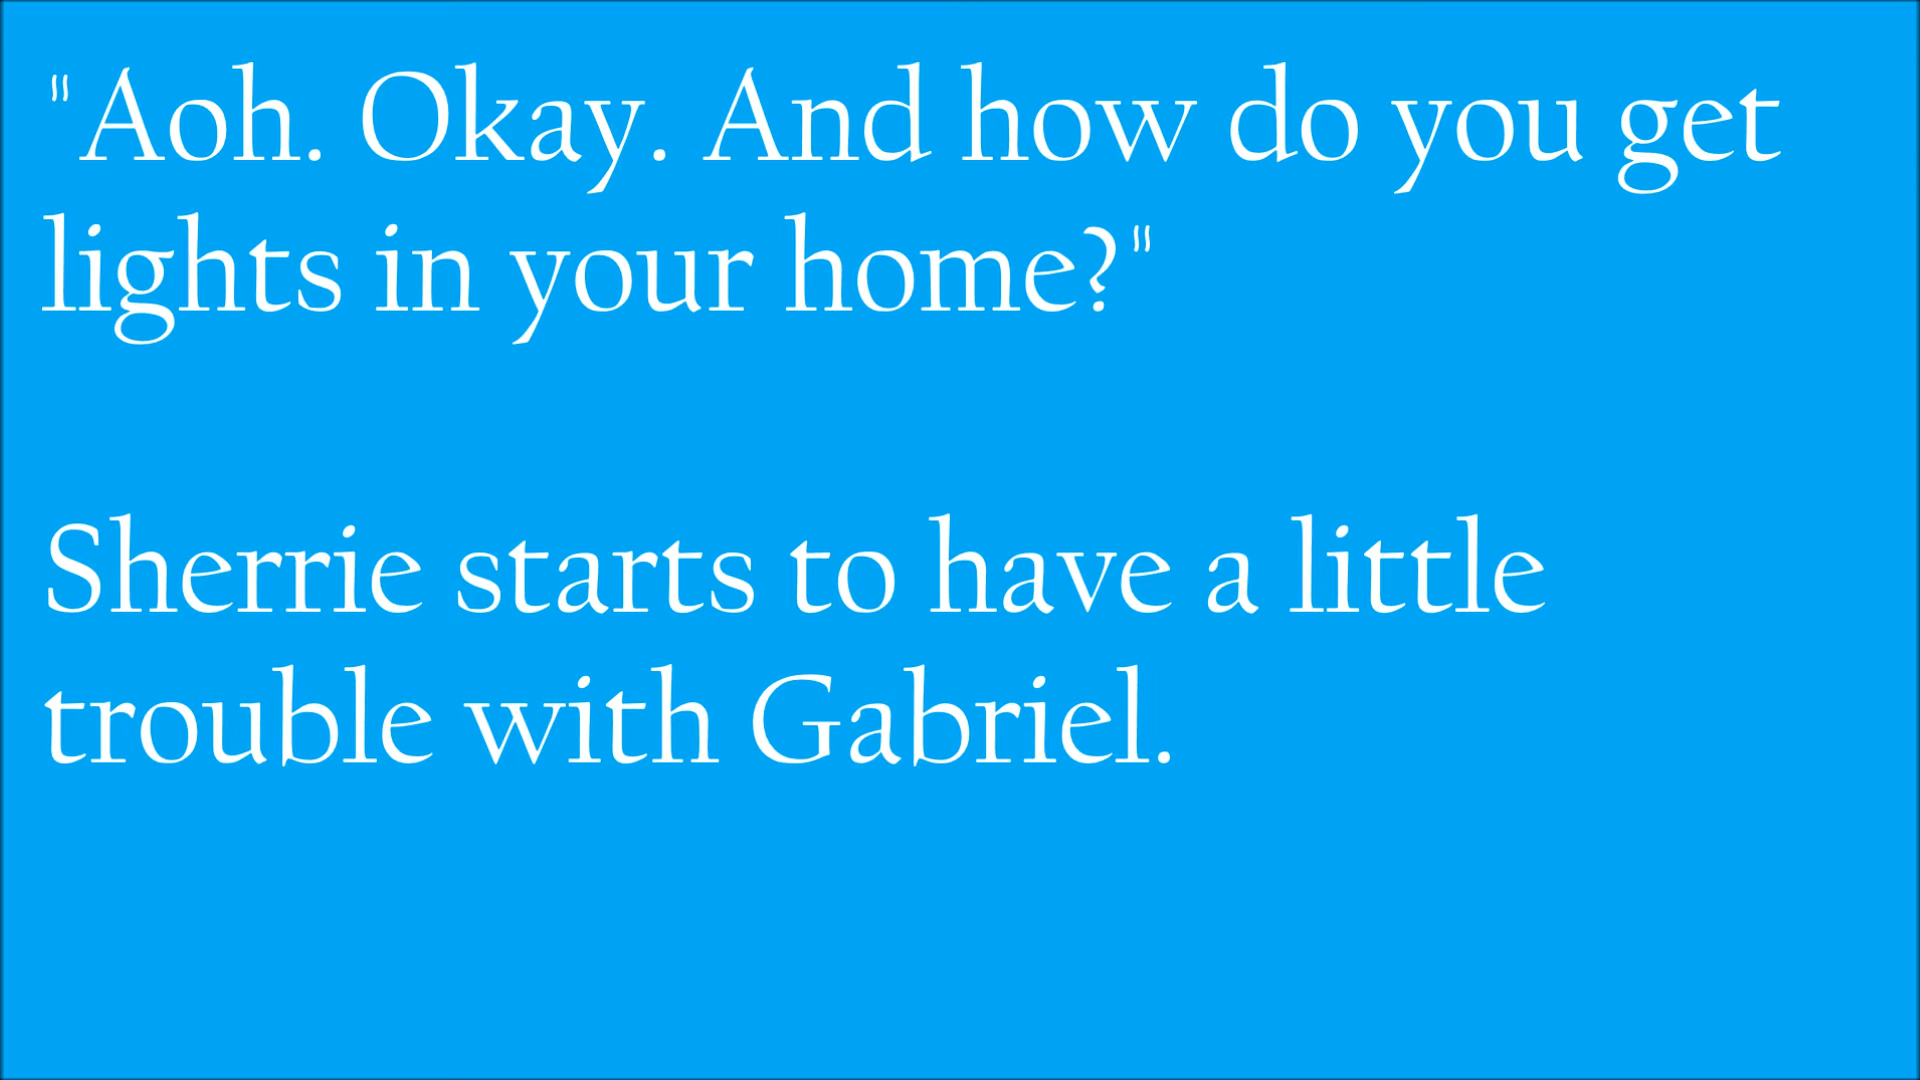 "Aoh. Okay. And how do you get
lights in your home?"
Sherrie starts to have a little
trouble with Gabriel.